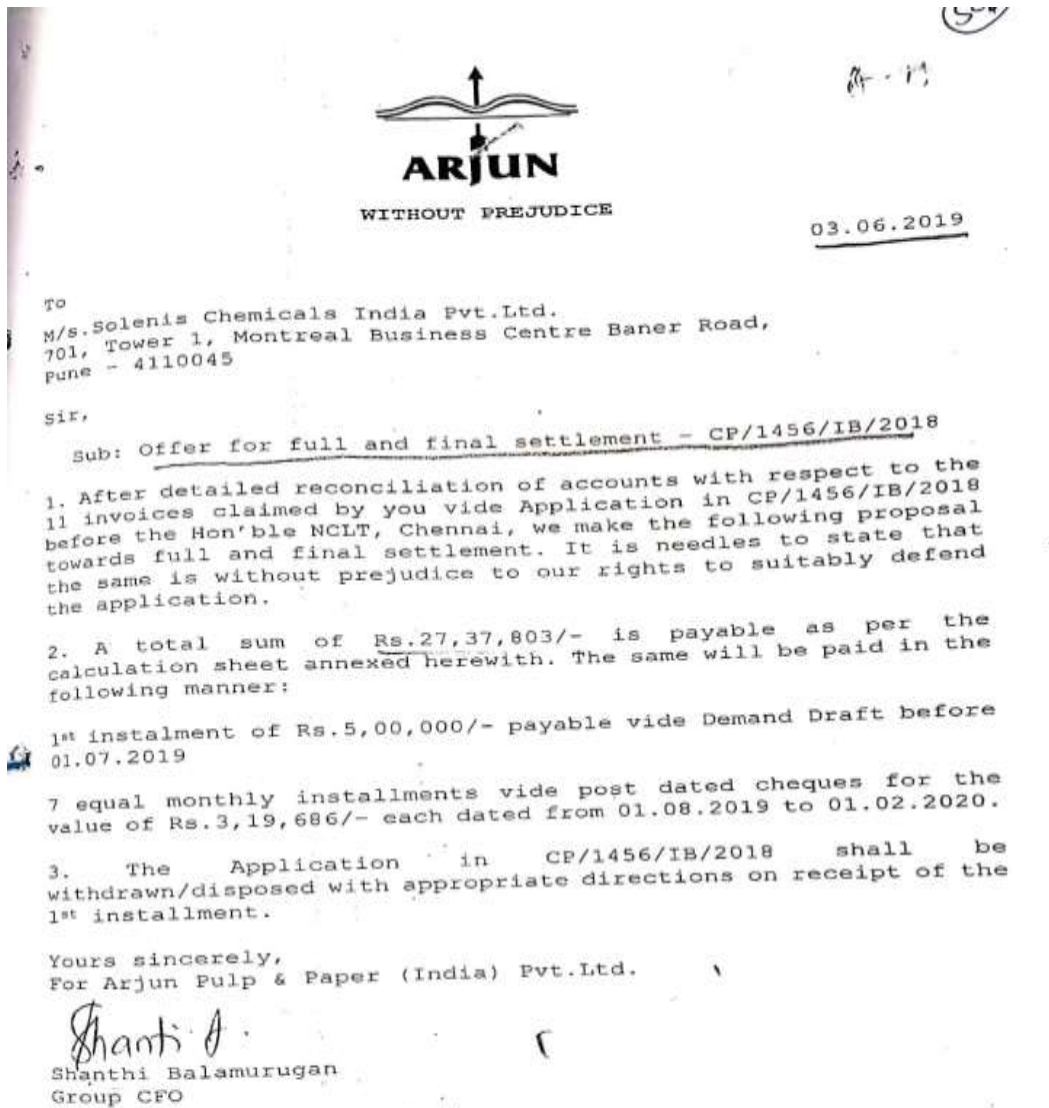 ARJUN
WITHOUT PREJUDICE
03.06.2019
To
M/s.Solenis Chemicals India Pvt.Ltd.
701, Tower 1, Montreal Business Centre Baner Road,
Pune - 4110045
Sir,
Sub: Offer for full and final settlement - CP/1456/IB/2018
1. After detailed reconciliation of accounts with respect to the
11 invoices claimed by you vide Application in CP/1456/IB/2018
before the Hon'ble NCLT, Chennai, we make the following proposal
towards full and final settlement. It is needles to state that
the same is without prejudice to our rights to suitably defend
the application.
2. A total sum of Rs.27,37,803/- is payable as per the
calculation sheet annexed herewith. The same will be paid in the
following manner:
1st instalment of Rs.5,00,000/- payable vide Demand Draft before
01.07.2019
7 equal monthly installments vide post dated cheques for the
value of Rs.3,19,686/- each dated from 01.08.2019 to 01.02.2020.
3. The Application in CP/1456/IB/2018 shall be
withdrawn/disposed with appropriate directions on receipt of the
1st installment.
Yours sincerely,
For Arjun Pulp & Paper (India) Pvt.Ltd.
Shanthi Balamurugan
Group CFO